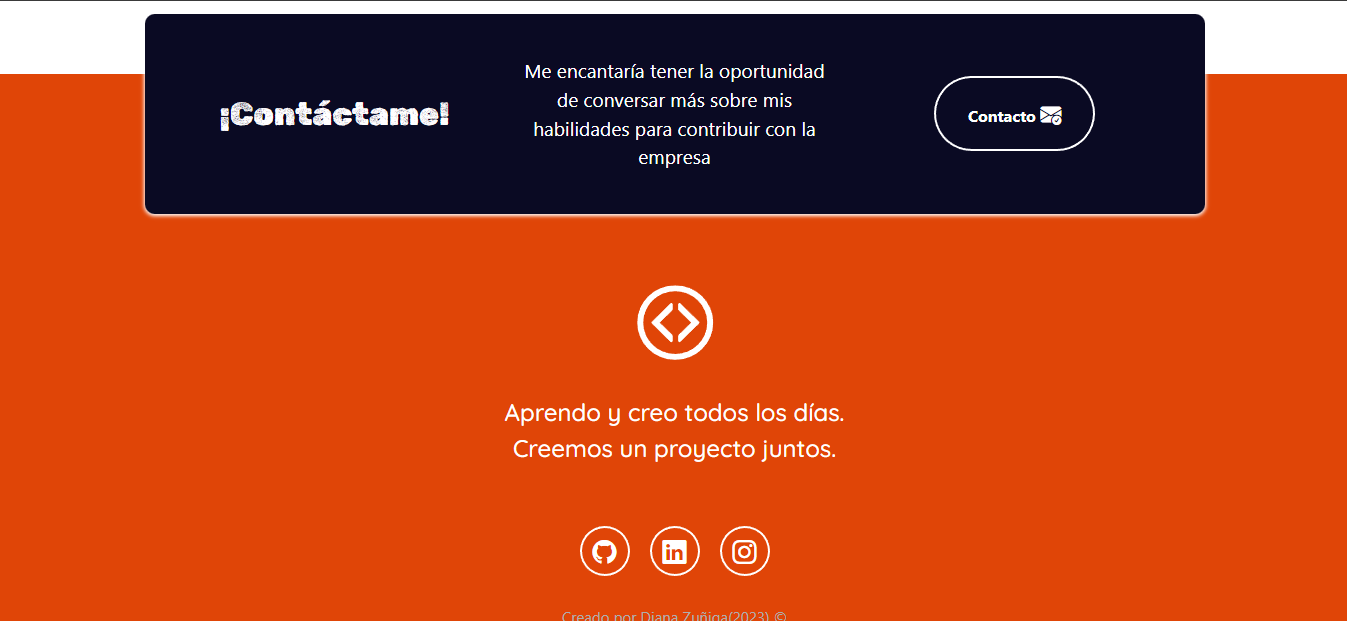 ¡Contáctame!
Me encantaría tener la oportunidad
de conversar más sobre mis
habilidades para contribuir con la
empresa
Contacto
Aprendo y creo todos los días.
Creemos un proyecto juntos.
in
Creado por Diana Zuñiga(2023) ©